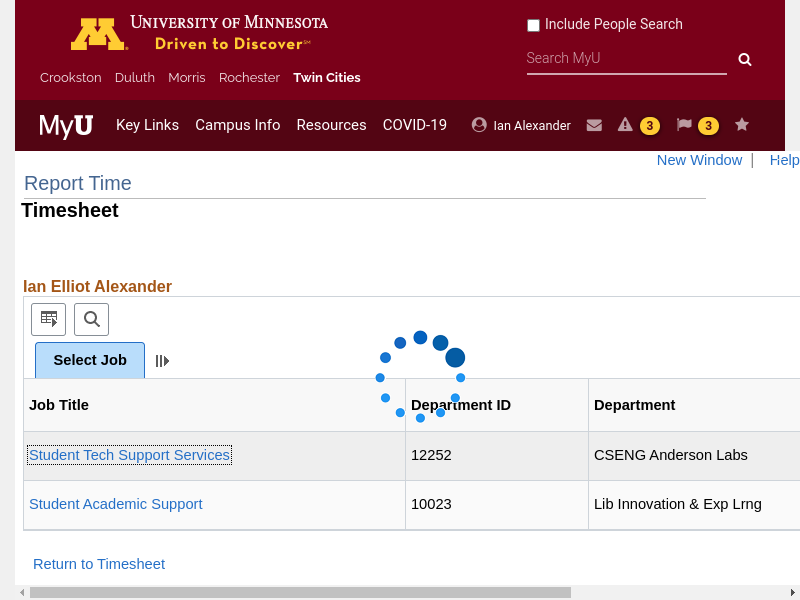 UNIVERSITY OF MINNESOTA
Driven to Discover℠
Crookston Duluth Morris Rochester Twin Cities
Include People Search
Search MyU
MyU Key Links Campus Info Resources COVID-19 Ian Alexander 3 3
New Window | Help
Report Time
Timesheet
Ian Elliot Alexander
Select Job
Job Title Department ID Department
Student Tech Support Services 12252 CSENG Anderson Labs
Student Academic Support 10023 Lib Innovation & Exp Lrng
Return to Timesheet